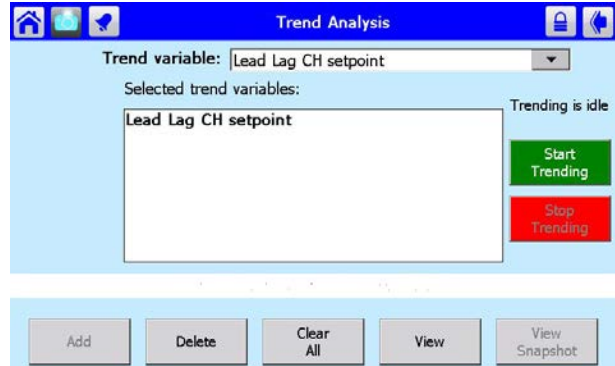 Trend Analysis
Trend variable: Lead Lag CH setpoint
Selected trend variables:
Trending is idle
Lead Lag CH setpoint
Start
Trending
Stop
Trending
Add
Delete
Clear
All
View
View
Snapshot